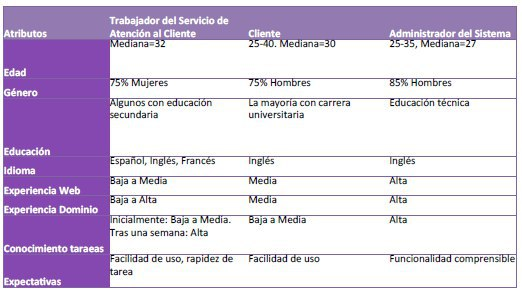 Atributos Trabajador del Servicio de Atención al Cliente Cliente Administrador del Sistema
Edad Mediana=32 25-40. Mediana=30 25-35, Mediana=27
Género 75% Mujeres 75% Hombres 85% Hombres
Educación Algunos con educación secundaria La mayoría con carrera universitaria Educación técnica
Idioma Español, Inglés, Francés Inglés Inglés
Experiencia Web Baja a Media Media Alta
Experiencia Dominio Baja a Alta Media Alta
Conocimiento taraeas Inicialmente: Baja a Media. Tras una semana: Alta Baja a Media Alta
Expectativas Facilidad de uso, rapidez de tarea Facilidad de uso Funcionalidad comprensible